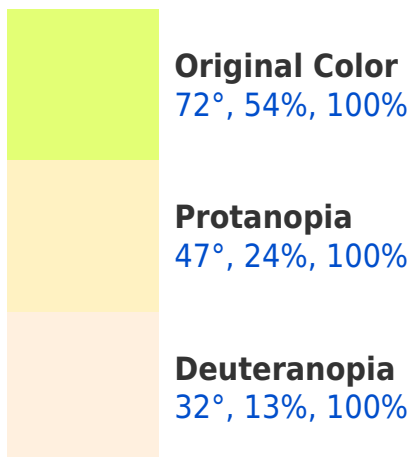 Original Color
72°, 54%, 100%
Protanopia
47°, 24%, 100%
Deuteranopia
32°, 13%, 100%